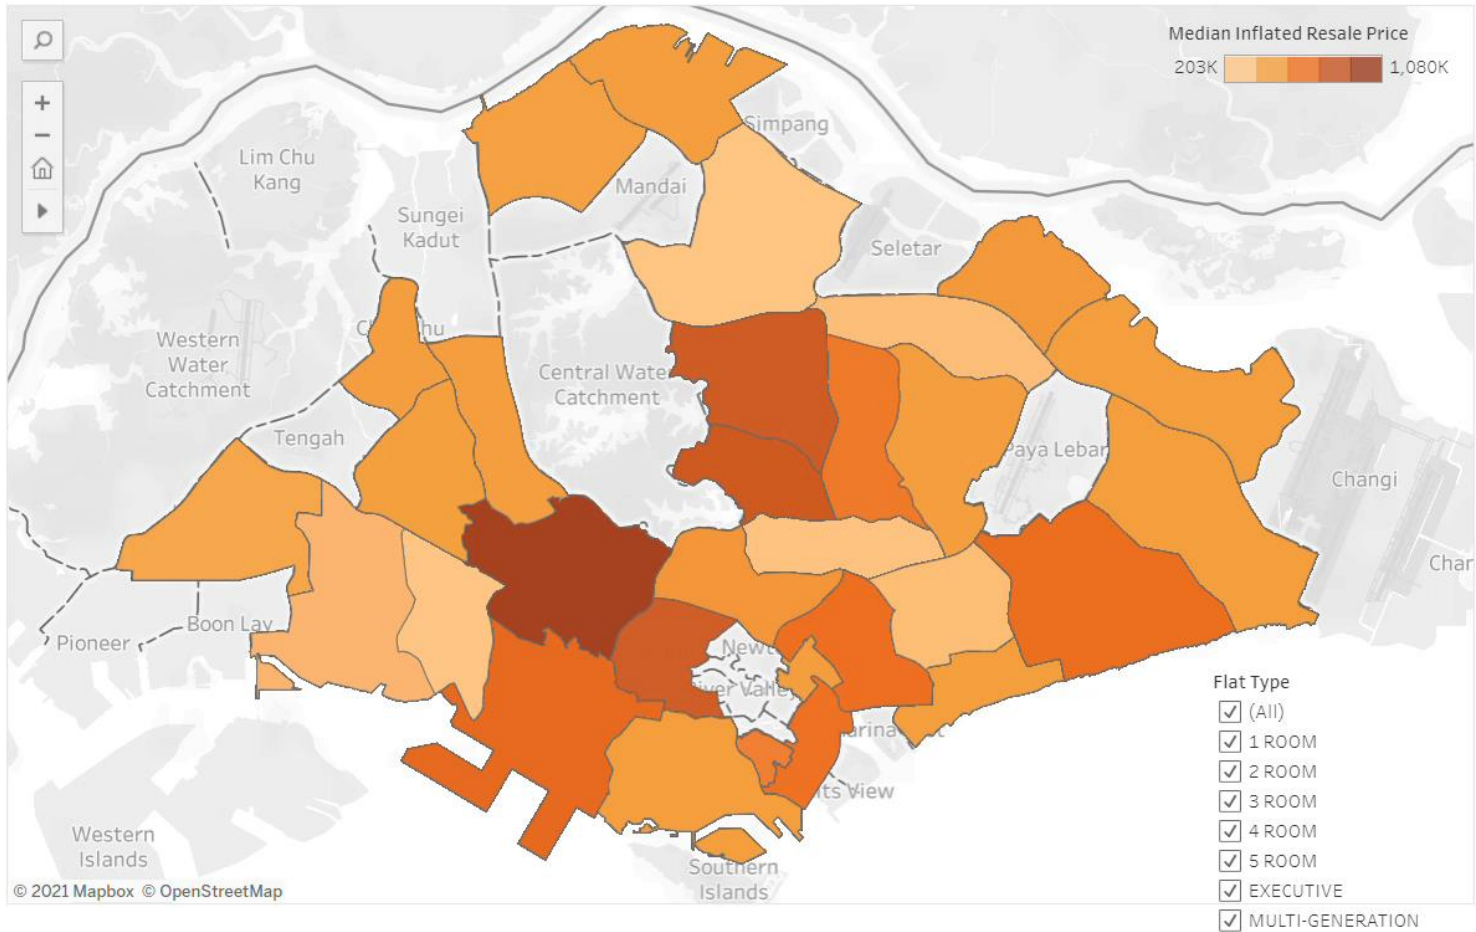 Median Inflated Resale Price
203K
1,080K
Simpang
Lim Chu
Kang
Mandai
Sungei
Kadut
Seletar
Western
Water
Catchment
Central Wate
Catchment
Tengah
Paya Lebar
Changi
Boon Lay
Pioneer
Flat Type
(All)
1 ROOM
2 ROOM
3 ROOM
4 ROOM
5 ROOM
EXECUTIVE
MULTI-GENERATION
Western
Islands
Southern
Islands
© 2021 Mapbox © OpenStreetMap